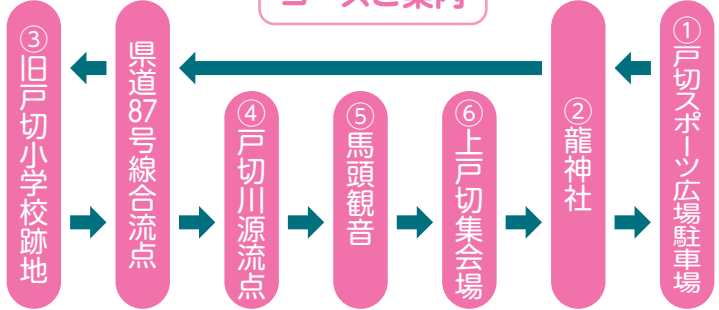 コースご案内
①戸切スポーツ広場駐車場
②龍神社
県道87号線合流点
③旧戸切小学校跡地
④戸切川源流点
⑤馬頭観音
⑥上戸切集会場